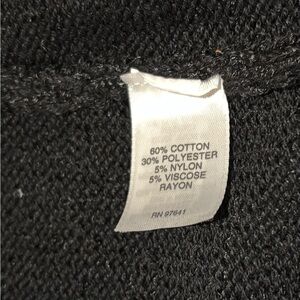 60% COTTON
30% POLYESTER
5% NYLON
5% VISCOSE
RAYON
RN 97641